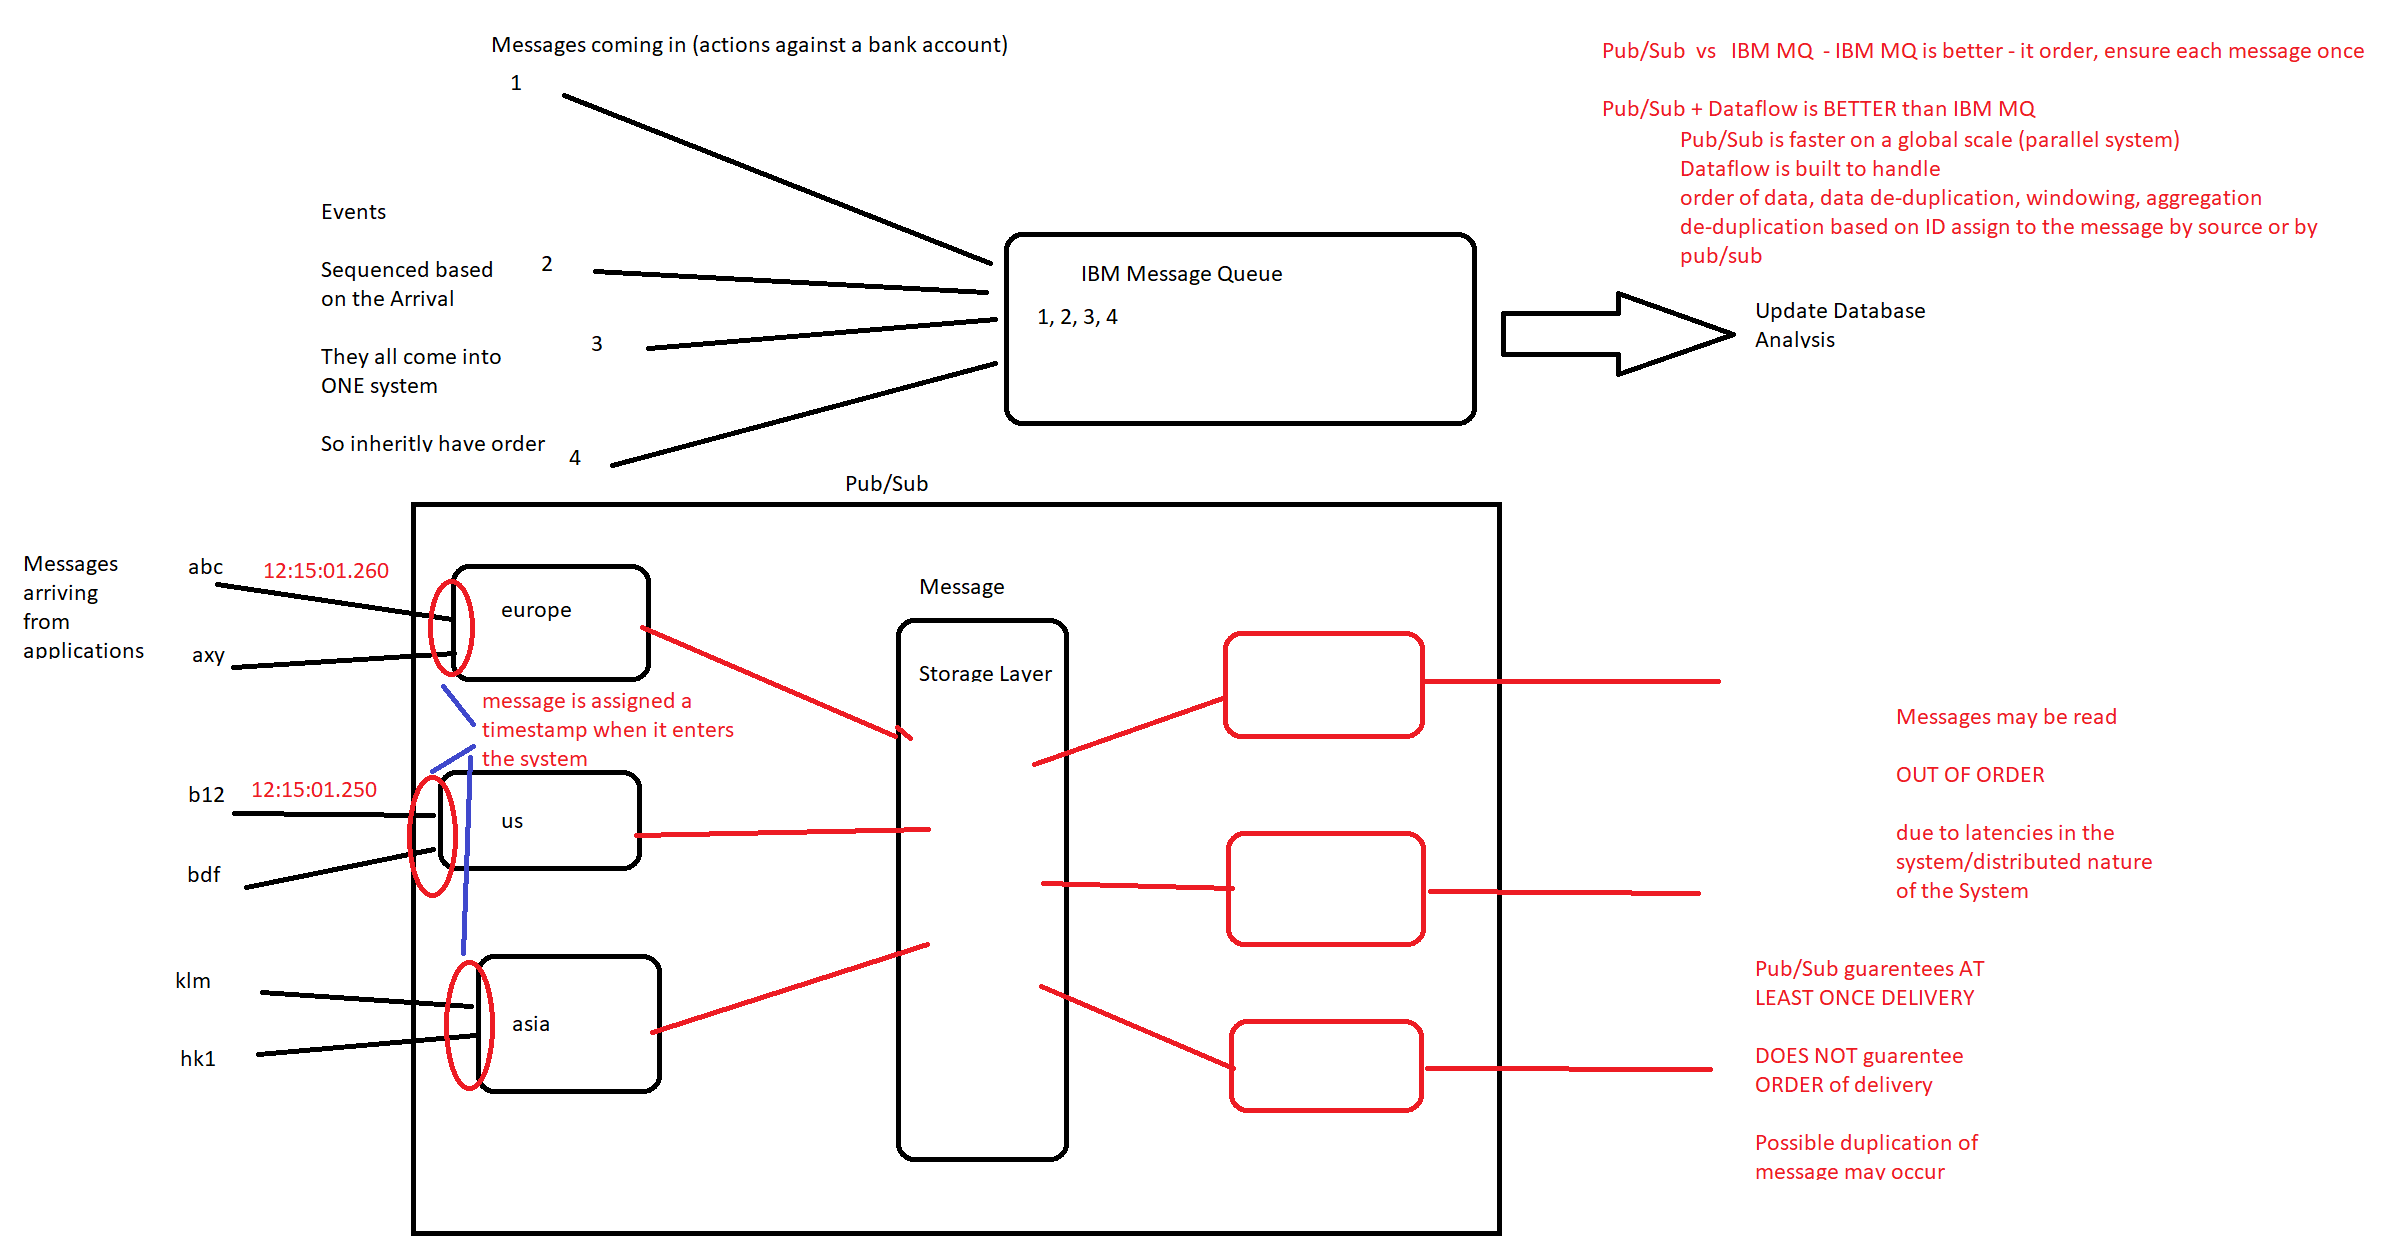 Messages coming in (actions against a bank account)
1
Events
Sequenced based
on the Arrival
2
They all come into
ONE system
3
So inheritly have order
4
IBM Message Queue
1, 2, 3, 4
Update Database
Analysis
Pub/Sub vs IBM MQ - IBM MQ is better - it order, ensure each message once
Pub/Sub + Dataflow is BETTER than IBM MQ
Pub/Sub is faster on a global scale (parallel system)
Dataflow is built to handle
order of data, data de-duplication, windowing, aggregation
de-duplication based on ID assign to the message by source or by
pub/sub
Pub/Sub
Messages
arriving
from
applications
abc
12:15:01.260
axy
europe
message is assigned a
timestamp when it enters
the system
b12
12:15:01.250
bdf
us
klm
hk1
asia
Message
Storage Layer
Messages may be read
OUT OF ORDER
due to latencies in the
system/distributed nature
of the System
Pub/Sub guarentees AT
LEAST ONCE DELIVERY
DOES NOT guarentee
ORDER of delivery
Possible duplication of
message may occur